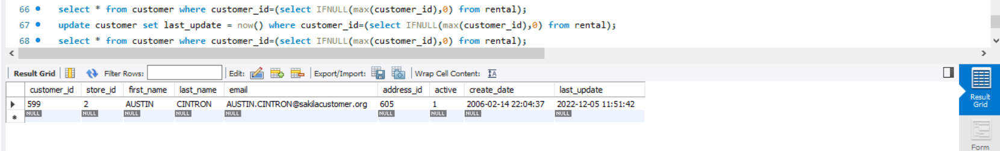 66 select * from customer where customer_id=(select IFNULL(max(customer_id),0) from rental);
67 update customer set last_update = now() where customer_id=(select IFNULL(max(customer_id),0) from rental);
68 select * from customer where customer_id=(select IFNULL(max(customer_id),0) from rental);
Result Grid Filter Rows: Edit: Export/Import: Wrap Cell Content: IA
customer_id store_id first_name last_name email address_id active create_date last_update
599 2 AUSTIN CINTRON AUSTIN.CINTRON@sakilacustomer.org 605 1 2006-02-14 22:04:37 2022-12-05 11:51:42
NULL NULL NULL NULL NULL NULL NULL NULL NULL
Result
Grid
Form